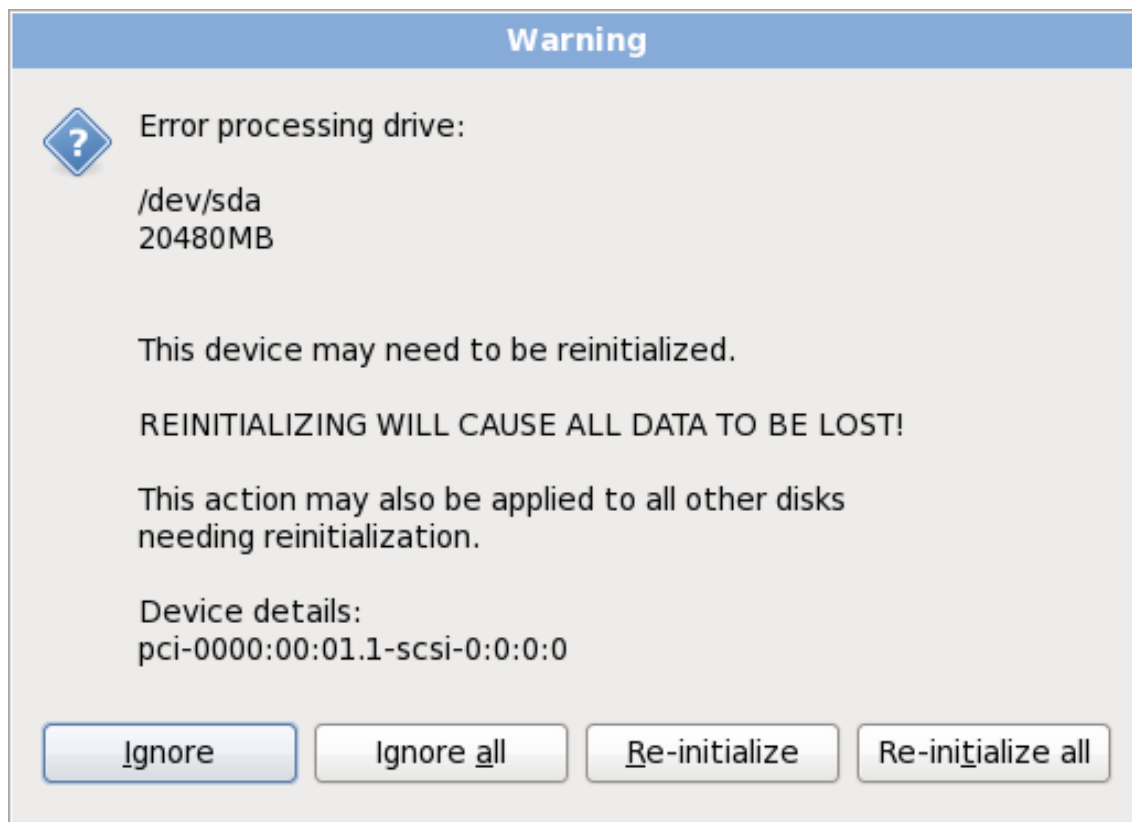 Warning
?
Error processing drive:
/dev/sda
20480MB
This device may need to be reinitialized.
REINITIALIZING WILL CAUSE ALL DATA TO BE LOST!
This action may also be applied to all other disks
needing reinitialization.
Device details:
pci-0000:00:01.1-scsi-0:0:0:0
Ignore
Ignore all
Re-initialize
Re-initialize all